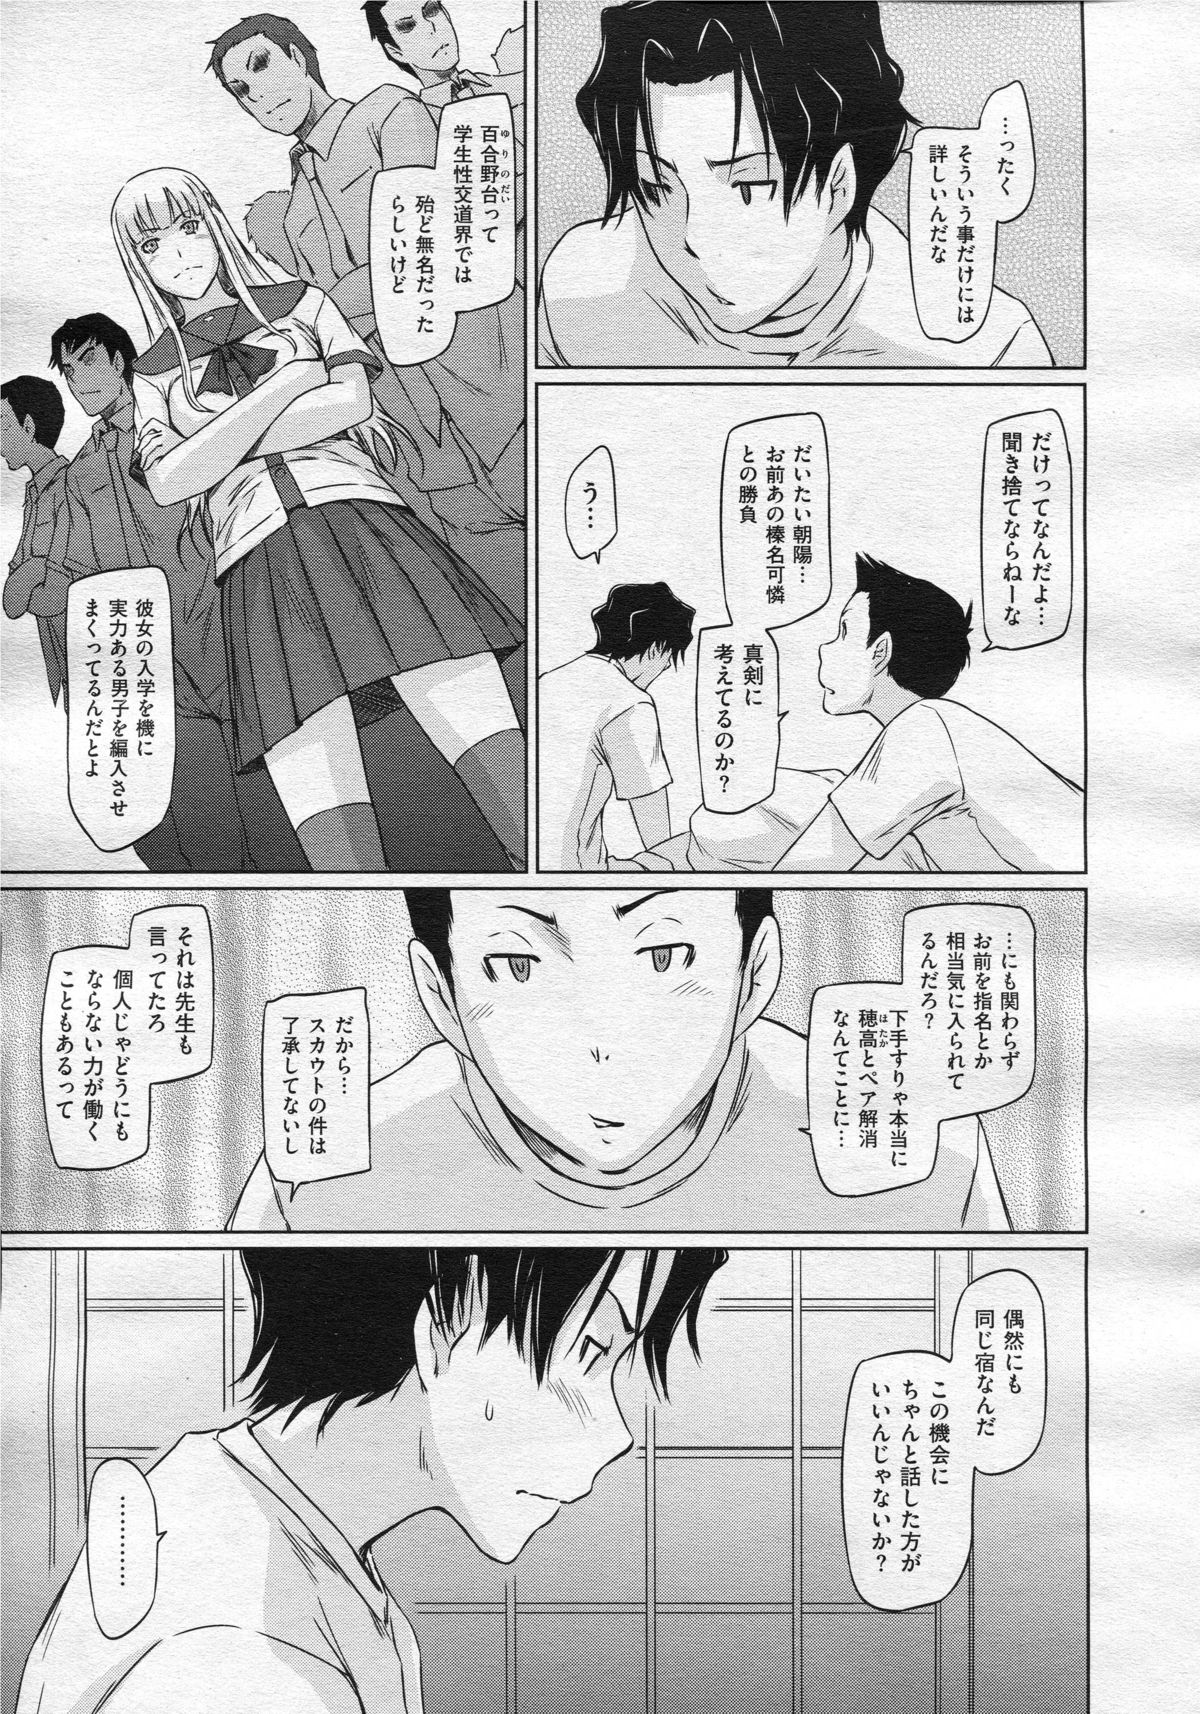 …ったく
そういう事だけには
詳しいんだな
百合野台って
ゆりのだい
学生性交道界では
殆ど無名だった
らしいけど
彼女の入学を機に
実力ある男子を編入させ
まくってるんだとよ
だけってなんだよ…
聞き捨てならねーな
だいたい朝陽…
お前あの榛名可憐
との勝負
真剣に
考えてるのか?
う…
…にも関わらず
お前を指名とか
相当気に入られて
るんだろ?
下手すりゃ本当に
穂高とペア解消
ほたか
なんてことに…
だから…
スカウトの件は
了承してないし
それは先生も
言ってたろ
個人じゃどうにも
ならない力が働く
こともあるって
偶然にも
同じ宿なんだ
この機会に
ちゃんと話した方が
いいんじゃないか?
…………